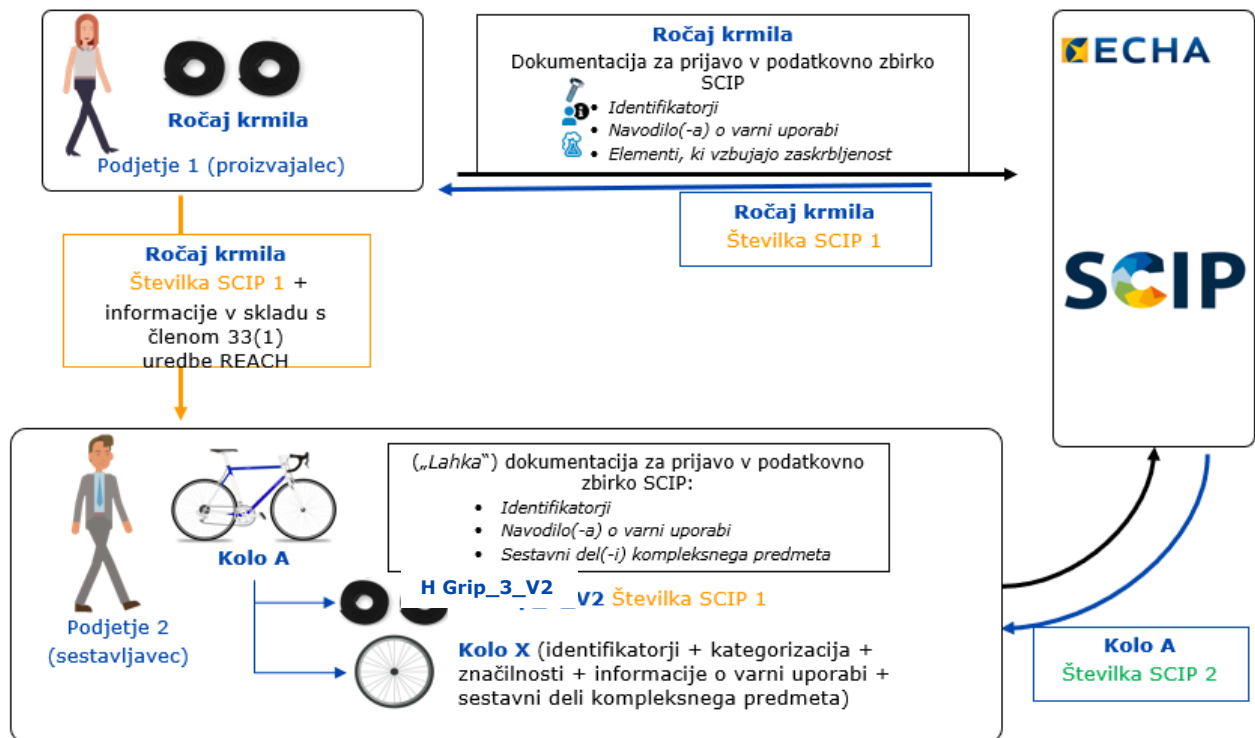 Ročaj krmila
Podjetje 1 (proizvajalec)
Ročaj krmila
Dokumentacija za prijavo v podatkovno zbirko
SCIP
• Identifikatorji
• Navodilo(-a) o varni uporabi
• Elementi, ki vzbujajo zaskrbljenost
ECHA
SCIP
Ročaj krmila
Številka SCIP 1
Ročaj krmila
Številka SCIP 1 +
informacije v skladu s
členom 33(1)
uredbe REACH
(„Lahka“) dokumentacija za prijavo v podatkovno
zbirko SCIP:
• Identifikatorji
• Navodilo(-a) o varni uporabi
• Sestavni del(-i) kompleksnega predmeta
Kolo A
Podjetje 2
(sestavljavec)
H Grip_3_V2
V2 Številka SCIP 1
Kolo X (identifikatorji + kategorizacija +
značilnosti + informacije o varni uporabi +
sestavni deli kompleksnega predmeta)
Kolo A
Številka SCIP 2